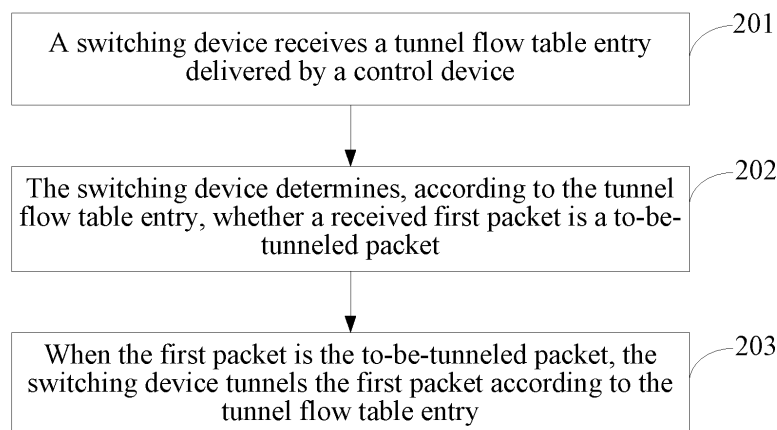 201
A switching device receives a tunnel flow table entry
delivered by a control device
202
The switching device determines, according to the tunnel
flow table entry, whether a received first packet is a to-be-
tunneled packet
203
When the first packet is the to-be-tunneled packet, the
switching device tunnels the first packet according to the
tunnel flow table entry